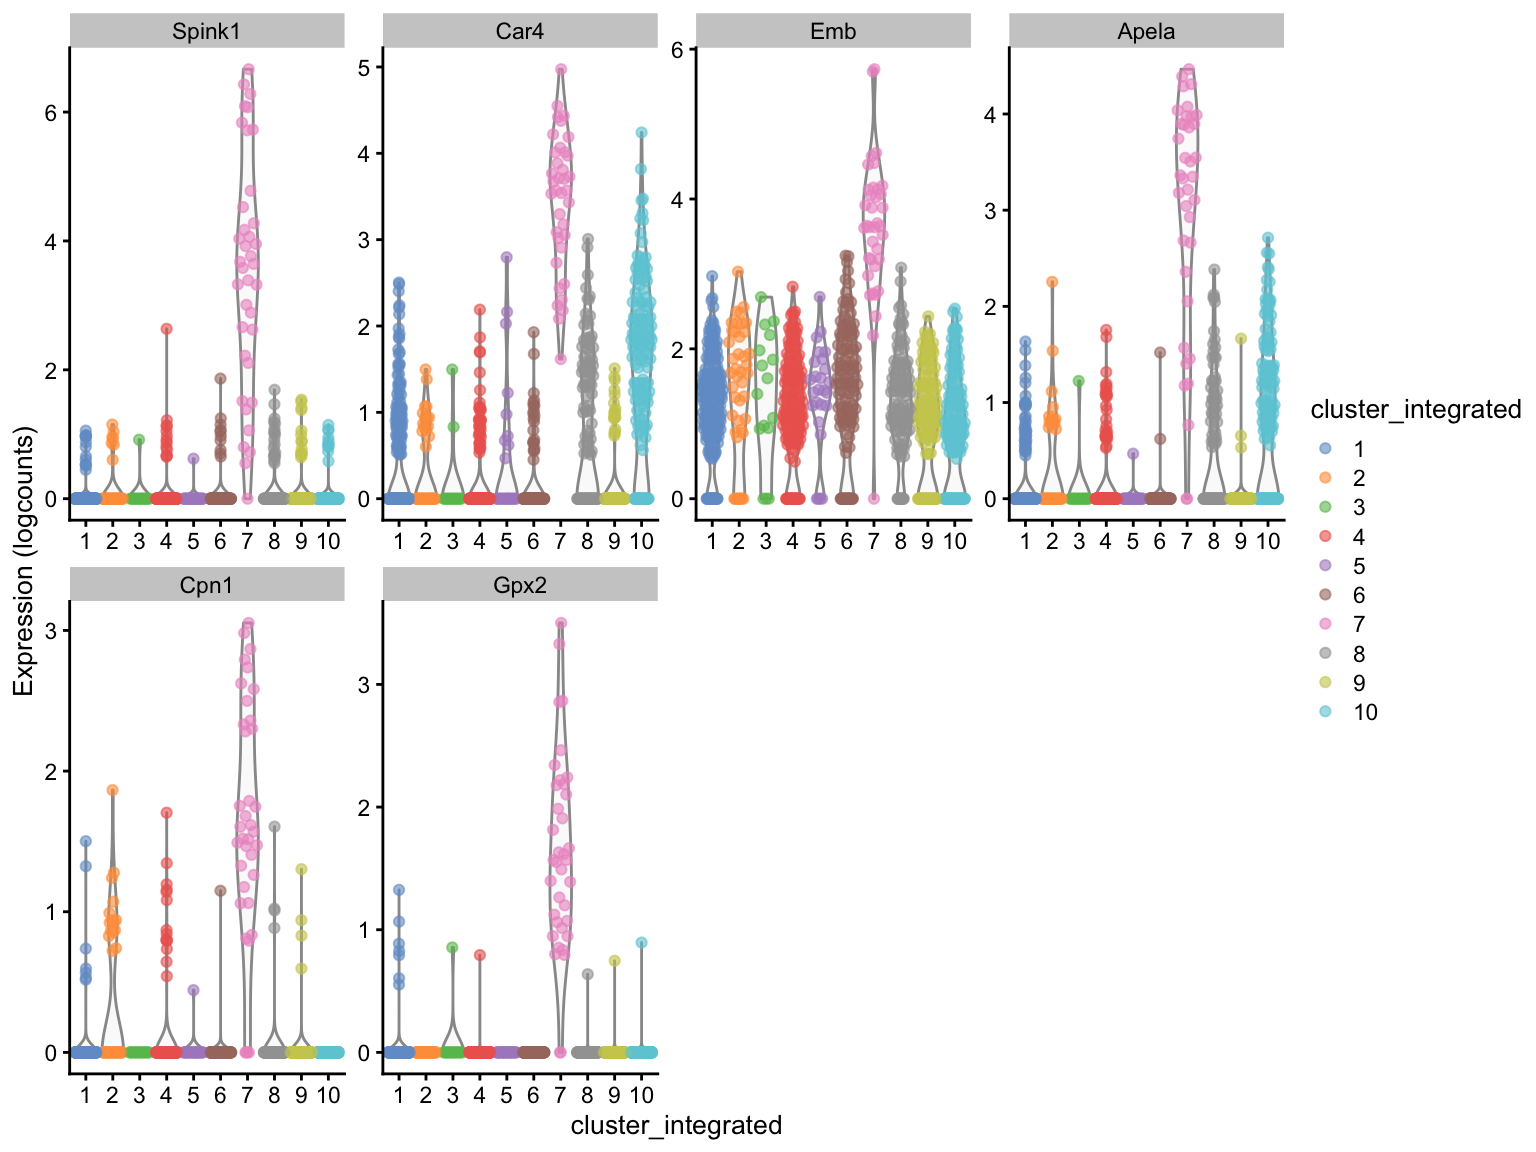 Spink1 Car4 Emb Apela
6 4 2 0
5 4 3 2 1 0
6 4 2 0
4 3 2 1 0
1 2 3 4 5 6 7 8 9 10
1 2 3 4 5 6 7 8 9 10
1 2 3 4 5 6 7 8 9 10
1 2 3 4 5 6 7 8 9 10
Expression (logcounts)
Cpn1 Gpx2
3 2 1 0
3 2 1 0
1 2 3 4 5 6 7 8 9 10
1 2 3 4 5 6 7 8 9 10
cluster_integrated
cluster_integrated
1
2
3
4
5
6
7
8
9
10